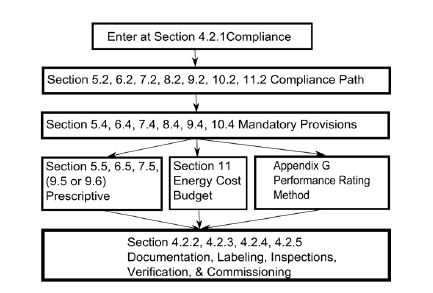 Enter at Section 4.2.1Compliance
Section 5.2, 6.2, 7.2, 8.2, 9.2, 10.2, 11.2 Compliance Path
Section 5.4, 6.4, 7.4, 8.4, 9.4, 10.4 Mandatory Provisions
Section 5.5, 6.5, 7.5,
(9.5 or 9.6)
Prescriptive
Section 11
Energy Cost
Budget
Appendix G
Performance Rating
Method
Section 4.2.2, 4.2.3, 4.2.4, 4.2.5
Documentation, Labeling, Inspections,
Verification, & Commissioning